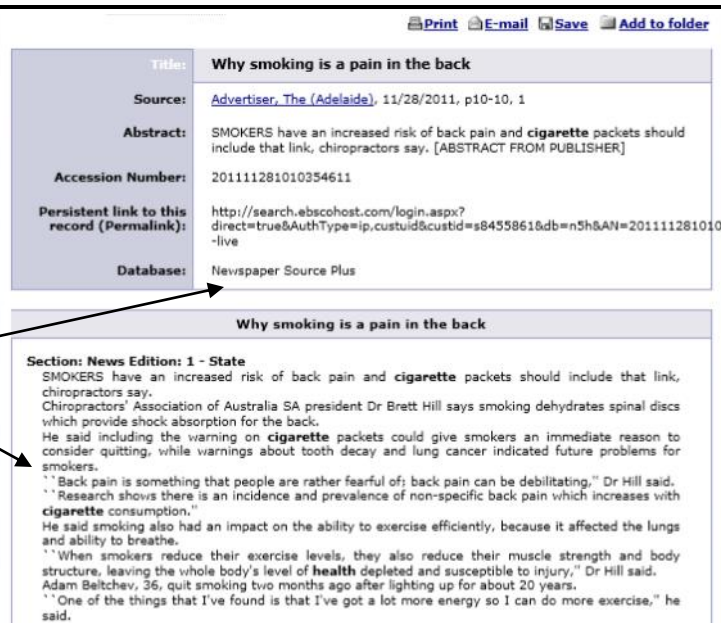 Print E-mail Save Add to folder
Title: Why smoking is a pain in the back
Source: Advertiser, The (Adelaide), 11/28/2011, p10-10, 1
Abstract: SMOKERS have an increased risk of back pain and cigarette packets should
include that link, chiropractors say. [ABSTRACT FROM PUBLISHER]
Accession Number: 201111281010354611
Persistent link to this
record (Permalink):
http://search.ebscohost.com/login.aspx?
direct=true&AuthType=ip,custuid&custid=s8455861&db=n5h&AN=201111281010
-live
Database: Newspaper Source Plus
Why smoking is a pain in the back
Section: News Edition: 1 - State
SMOKERS have an increased risk of back pain and cigarette packets should include that link,
chiropractors say.
Chiropractors' Association of Australia SA president Dr Brett Hill says smoking dehydrates spinal discs
which provide shock absorption for the back.
He said including the warning on cigarette packets could give smokers an immediate reason to
consider quitting, while warnings about tooth decay and lung cancer indicated future problems for
smokers.
``Back pain is something that people are rather fearful of; back pain can be debilitating,'' Dr Hill said.
``Research shows there is an incidence and prevalence of non-specific back pain which increases with
cigarette consumption.''
He said smoking also had an impact on the ability to exercise efficiently, because it affected the lungs
and ability to breathe.
``When smokers reduce their exercise levels, they also reduce their muscle strength and body
structure, leaving the whole body's level of health depleted and susceptible to injury,'' Dr Hill said.
Adam Beltchev, 36, quit smoking two months ago after lighting up for about 20 years.
``One of the things that I've found is that I've got a lot more energy so I can do more exercise,'' he
said.